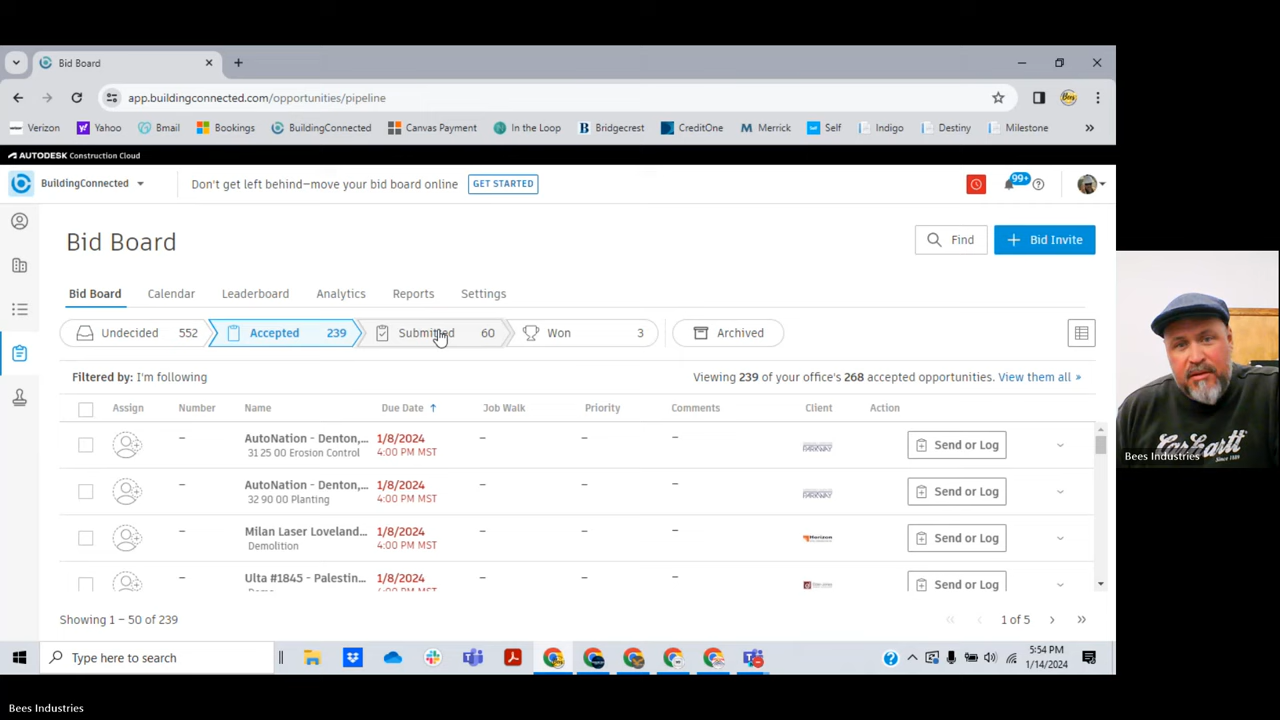 Bid Board
app.buildingconnected.com/opportunities/pipeline
Verizon Yahoo Bmail Bookings BuildingConnected Canvas Payment In the Loop Bridgecrest CreditOne Merrick Self Indigo Destiny Milestone
AUTODESK Construction Cloud
BuildingConnected Don't get left behind—move your bid board online GET STARTED 99+
Bid Board Find + Bid Invite
Bid Board Calendar Leaderboard Analytics Reports Settings
Undecided 552 Accepted 239 Submitted 60 Won 3 Archived
Filtered by: I'm following Viewing 239 of your office's 268 accepted opportunities. View them all »
Assign Number Name Due Date ↑ Job Walk Priority Comments Client Action
– AutoNation - Denton,... 1/8/2024 – – – Send or Log
31 25 00 Erosion Control 4:00 PM MST
– AutoNation - Denton,... 1/8/2024 – – – Send or Log
32 90 00 Planting 4:00 PM MST
– Milan Laser Loveland... 1/8/2024 – – – Horizon Send or Log
Demolition 4:00 PM MST
– Ulta #1845 - Palestin... 1/8/2024 – – – Send or Log
Showing 1 – 50 of 239 1 of 5
Carhartt
Bees Industries
Type here to search
5:54 PM
1/14/2024
Bees Industries